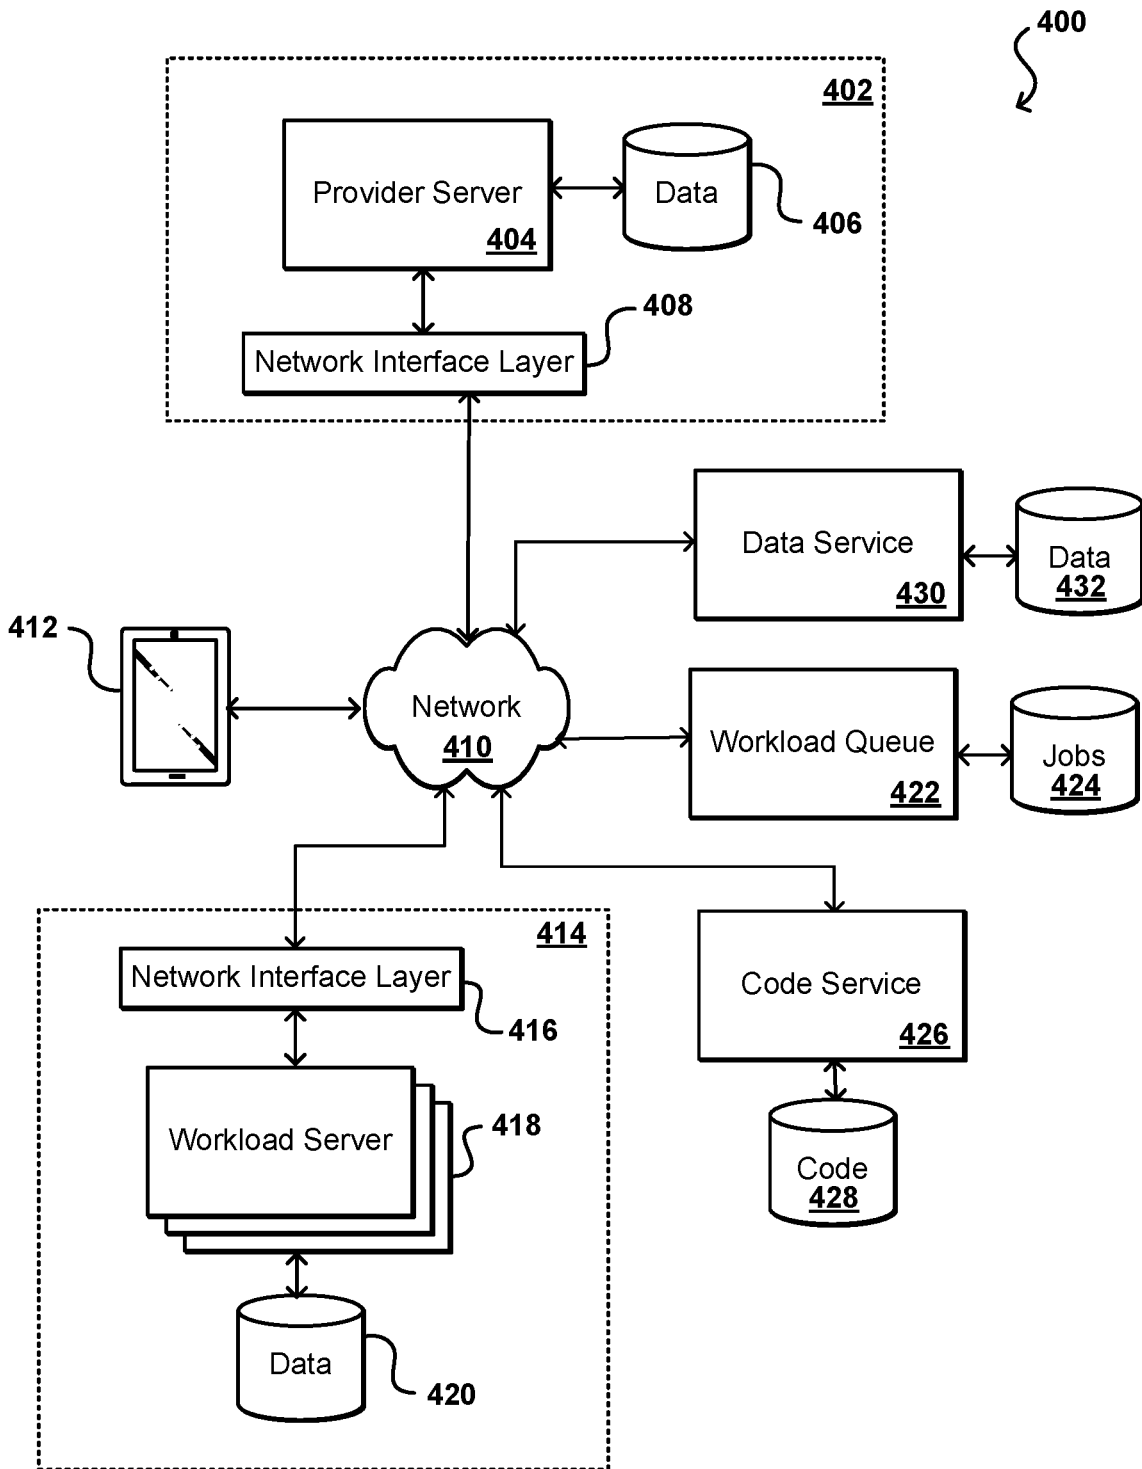 400
402
Provider Server
404
Data
406
408
Network Interface Layer
Data Service
430
Data
432
412
Network
410
Workload Queue
422
Jobs
424
414
Network Interface Layer
416
Workload Server
418
Data
420
Code Service
426
Code
428